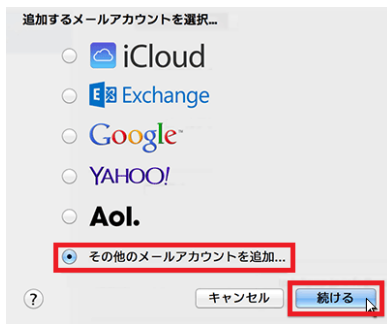 追加するメールアカウントを選択...
iCloud
E Exchange
Google
YAHOO!
Aol.
その他のメールアカウントを追加...
? キャンセル 続ける